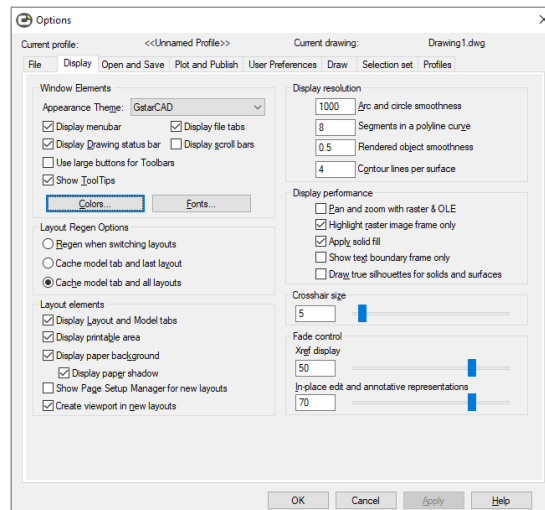 Options
Current profile: <<Unnamed Profile>> Current drawing: Drawing1.dwg
File Display Open and Save Plot and Publish User Preferences Draw Selection set Profiles
Window Elements
Appearance Theme: GstarCAD
Display menubar Display file tabs
Display Drawing status bar Display scroll bars
Use large buttons for Toolbars
Show ToolTips
Colors... Fonts...
Layout Regen Options
Regen when switching layouts
Cache model tab and last layout
Cache model tab and all layouts
Layout elements
Display Layout and Model tabs
Display printable area
Display paper background
Display paper shadow
Show Page Setup Manager for new layouts
Create viewport in new layouts
Display resolution
1000 Arc and circle smoothness
8 Segments in a polyline curve
0.5 Rendered object smoothness
4 Contour lines per surface
Display performance
Pan and zoom with raster & OLE
Highlight raster image frame only
Apply solid fill
Show text boundary frame only
Draw true silhouettes for solids and surfaces
Crosshair size
5
Fade control
Xref display
50
In-place edit and annotative representations
70
OK Cancel Apply Help